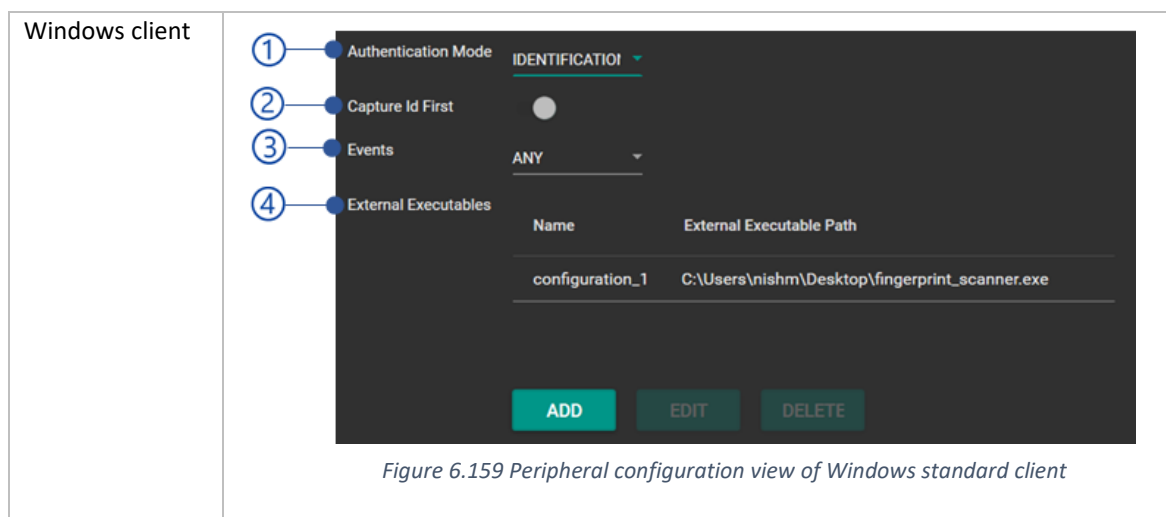 Windows client
1 Authentication Mode IDENTIFICATIOI
2 Capture Id First
3 Events ANY
4 External Executables
Name External Executable Path
configuration_1 C:\Users\nishm\Desktop\fingerprint_scanner.exe
ADD EDIT DELETE
Figure 6.159 Peripheral configuration view of Windows standard client